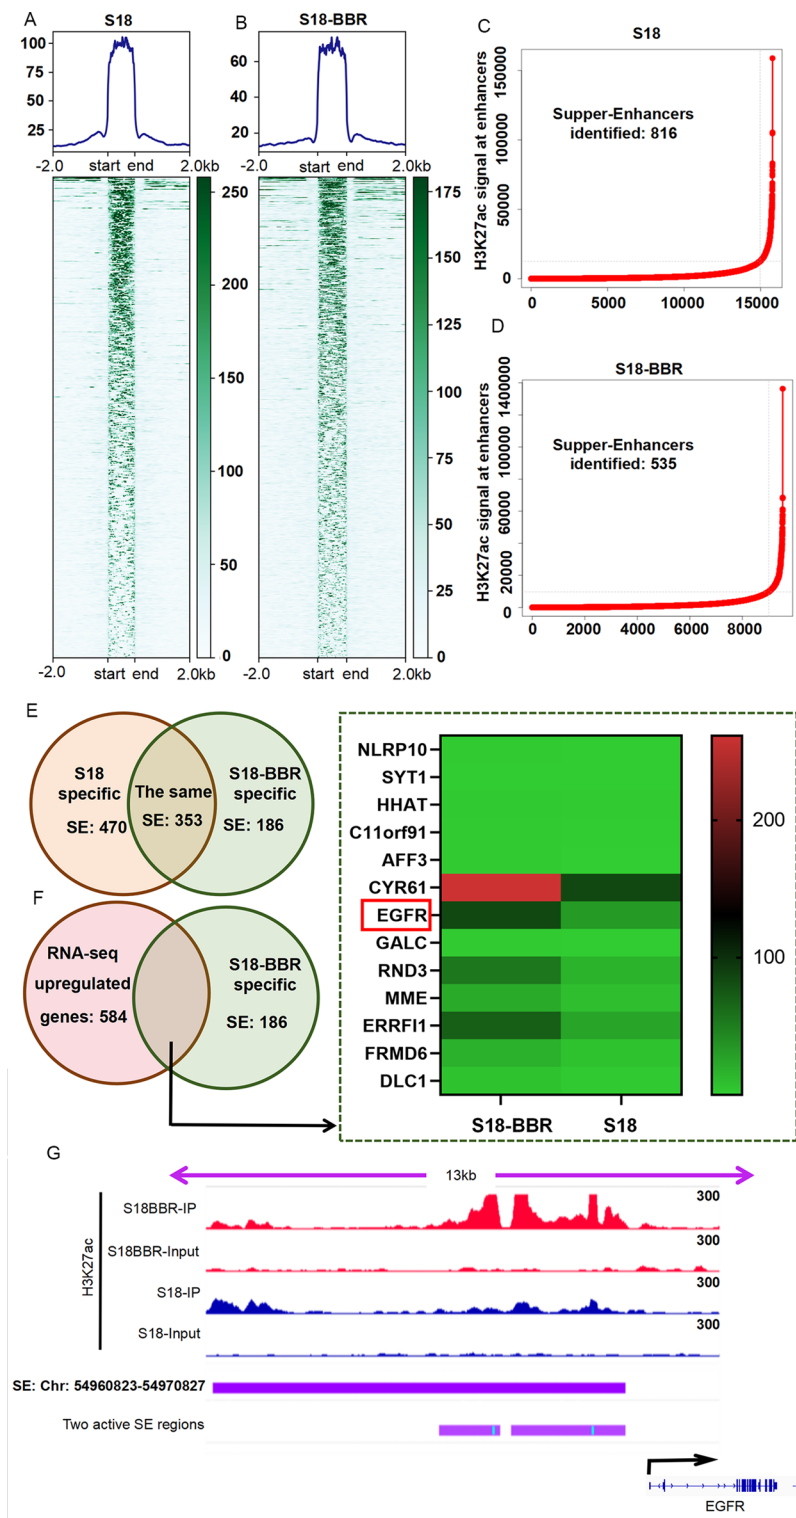 A
S18
100
75
50
25
-2.0
start end
2.0kb
250
200
150
100
50
0
-2.0
start end
2.0kb
B
S18-BBR
60
40
20
-2.0
start end
2.0kb
175
150
125
100
75
50
25
0
-2.0
start end
2.0kb
C
S18
H3K27ac signal at enhancers
150000
100000
50000
0
Supper-Enhancers
identified: 816
0
5000
10000
15000
D
S18-BBR
H3K27ac signal at enhancers
1400000
100000
60000
20000
0
Supper-Enhancers
identified: 535
0
2000
4000
6000
8000
E
S18
specific
SE: 470
The same
SE: 353
S18-BBR
specific
SE: 186
F
RNA-seq
upregulated
genes: 584
S18-BBR
specific
SE: 186
NLRP10
SYT1
HHAT
C11orf91
AFF3
CYR61
EGFR
GALC
RND3
MME
ERRFI1
FRMD6
DLC1
S18-BBR
S18
200
100
G
13kb
H3K27ac
S18BBR-IP
300
S18BBR-Input
300
S18-IP
300
S18-Input
300
SE: Chr: 54960823-54970827
Two active SE regions
EGFR